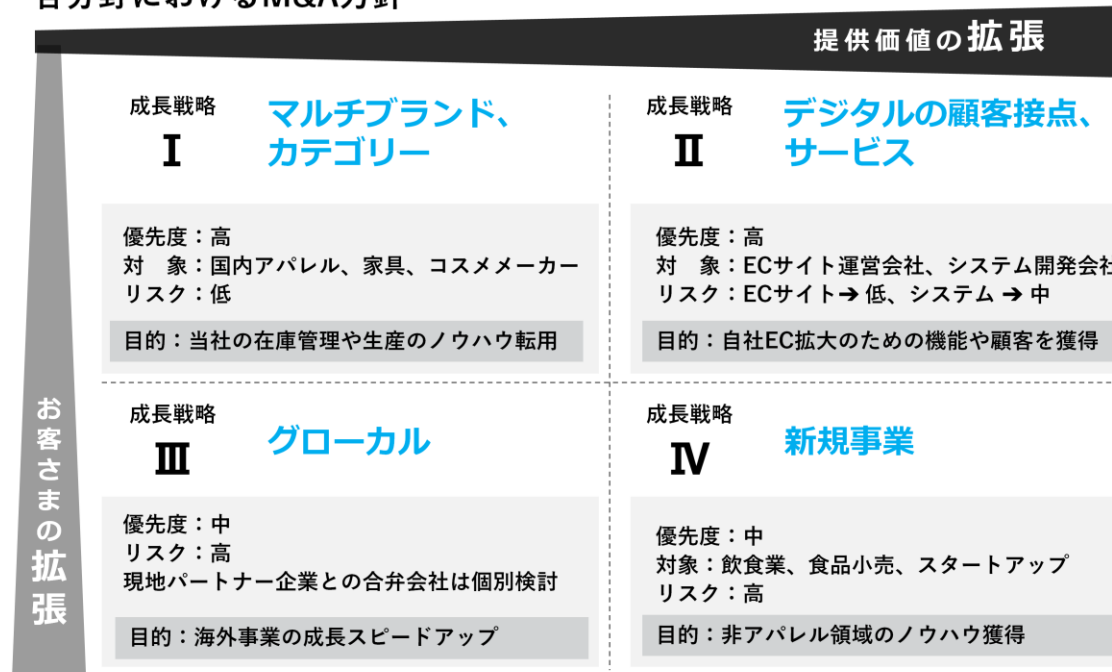 各分野におけるM&A方針
提供価値の拡張
お客さまの拡張
成長戦略
Ⅰ
マルチブランド、
カテゴリー
優先度：高
対　象：国内アパレル、家具、コスメメーカー
リスク：低
目的：当社の在庫管理や生産のノウハウ転用
成長戦略
Ⅱ
デジタルの顧客接点、
サービス
優先度：高
対　象：ECサイト運営会社、システム開発会社
リスク：ECサイト➔ 低、システム ➔ 中
目的：自社EC拡大のための機能や顧客を獲得
成長戦略
Ⅲ
グローカル
優先度：中
リスク：高
現地パートナー企業との合弁会社は個別検討
目的：海外事業の成長スピードアップ
成長戦略
Ⅳ
新規事業
優先度：中
対象：飲食業、食品小売、スタートアップ
リスク：高
目的：非アパレル領域のノウハウ獲得